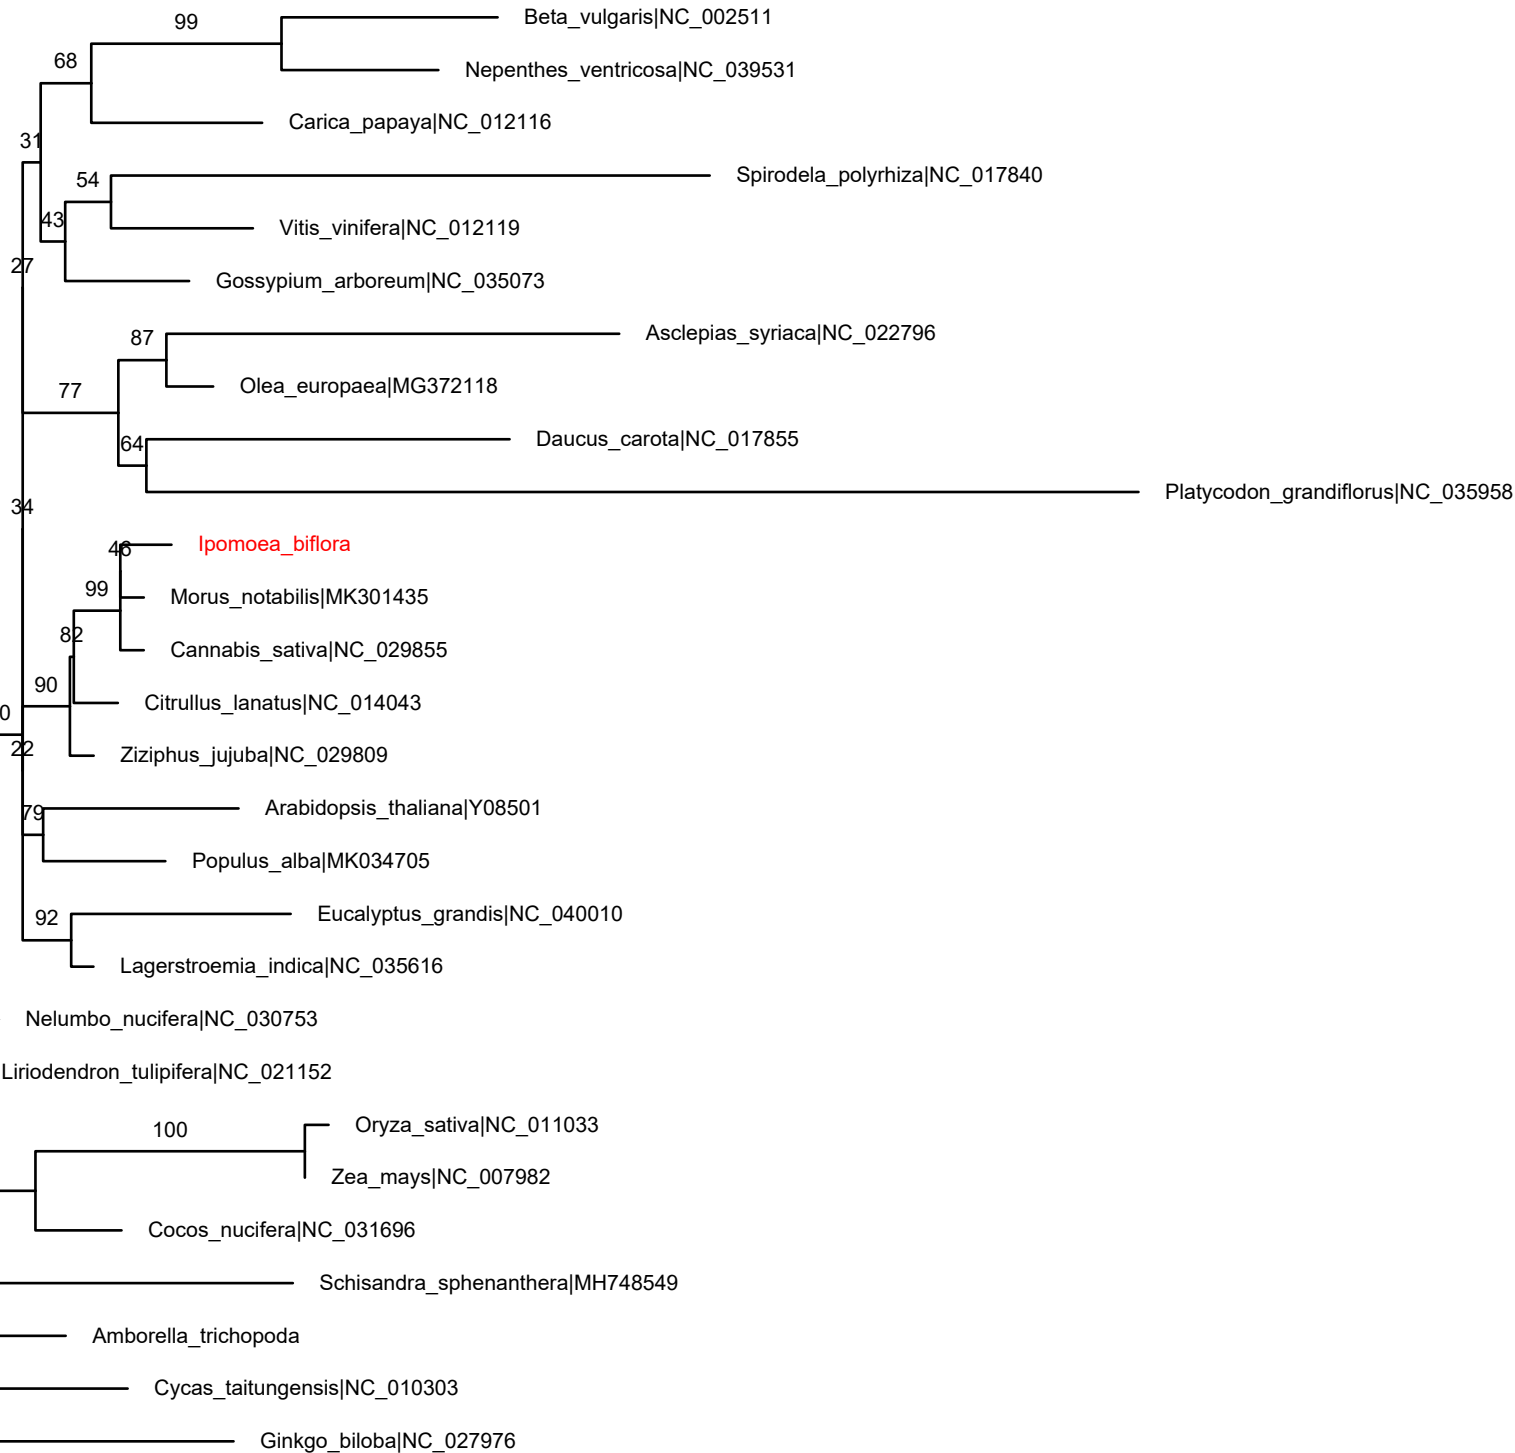 99
Beta_vulgaris|NC_002511
68
Nepenthes_ventricosa|NC_039531
Carica_papaya|NC_012116
31
54
Spirodela_polyrhiza|NC_017840
43
Vitis_vinifera|NC_012119
27
Gossypium_arboreum|NC_035073
87
Asclepias_syriaca|NC_022796
77
Olea_europaea|MG372118
64
Daucus_carota|NC_017855
34
Platycodon_grandiflorus|NC_035958
46
Ipomoea_biflora
99
Morus_notabilis|MK301435
82
Cannabis_sativa|NC_029855
90
Citrullus_lanatus|NC_014043
0
22
Ziziphus_jujuba|NC_029809
79
Arabidopsis_thaliana|Y08501
Populus_alba|MK034705
92
Eucalyptus_grandis|NC_040010
Lagerstroemia_indica|NC_035616
Nelumbo_nucifera|NC_030753
Liriodendron_tulipifera|NC_021152
100
Oryza_sativa|NC_011033
Zea_mays|NC_007982
Cocos_nucifera|NC_031696
Schisandra_sphenanthera|MH748549
Amborella_trichopoda
Cycas_taitungensis|NC_010303
Ginkgo_biloba|NC_027976